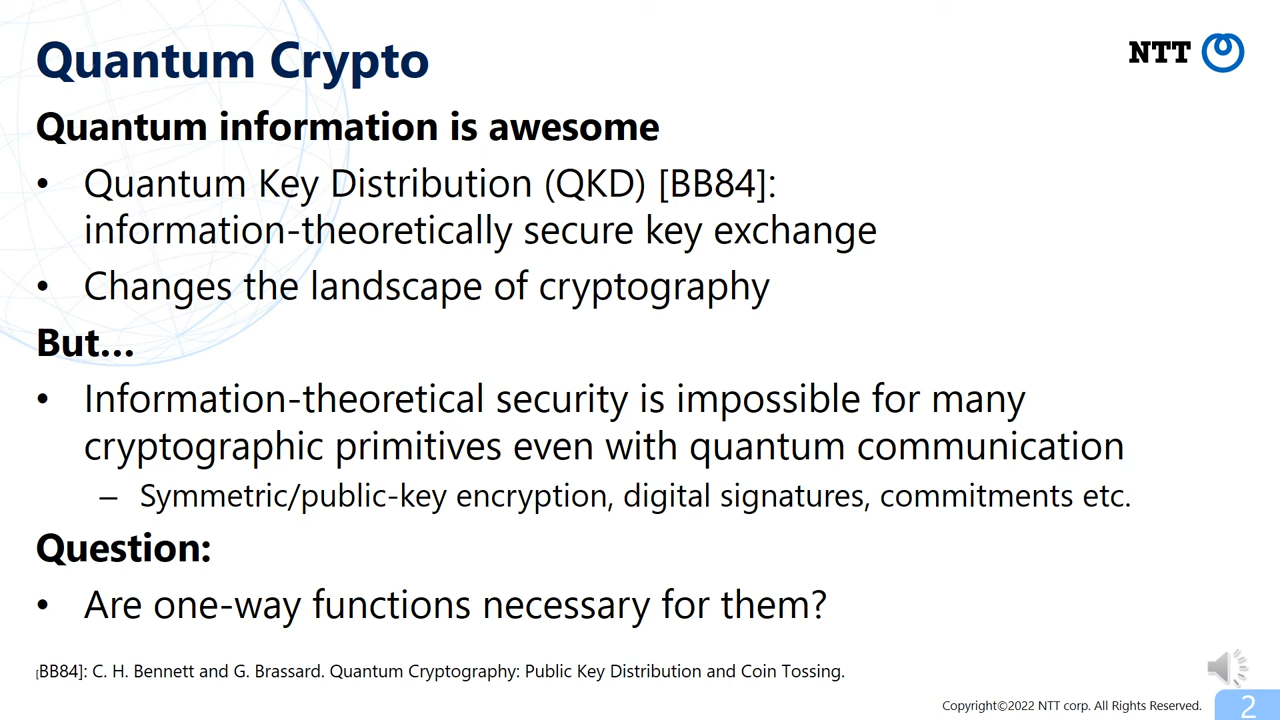 Quantum Crypto
NTT
Quantum information is awesome
• Quantum Key Distribution (QKD) [BB84]:
information-theoretically secure key exchange
• Changes the landscape of cryptography
But…
• Information-theoretical security is impossible for many
cryptographic primitives even with quantum communication
– Symmetric/public-key encryption, digital signatures, commitments etc.
Question:
• Are one-way functions necessary for them?
[BB84]: C. H. Bennett and G. Brassard. Quantum Cryptography: Public Key Distribution and Coin Tossing.
Copyright©2022 NTT corp. All Rights Reserved.
2